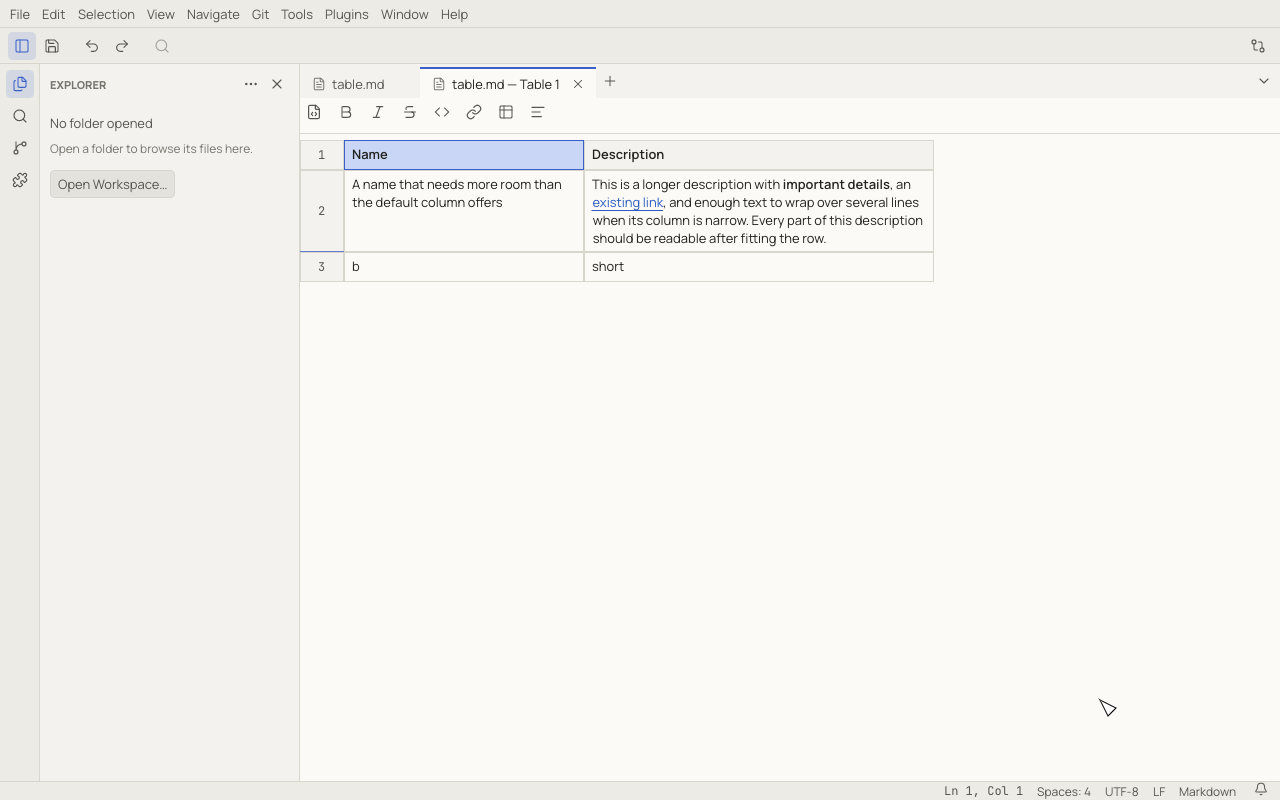 File Edit Selection View Navigate Git Tools Plugins Window Help
EXPLORER
No folder opened
Open a folder to browse its files here.
Open Workspace...
table.md
table.md — Table 1
1 Name Description
2 A name that needs more room than
the default column offers
This is a longer description with important details, an
existing link, and enough text to wrap over several lines
when its column is narrow. Every part of this description
should be readable after fitting the row.
3 b short
Ln 1, Col 1 Spaces: 4 UTF-8 LF Markdown